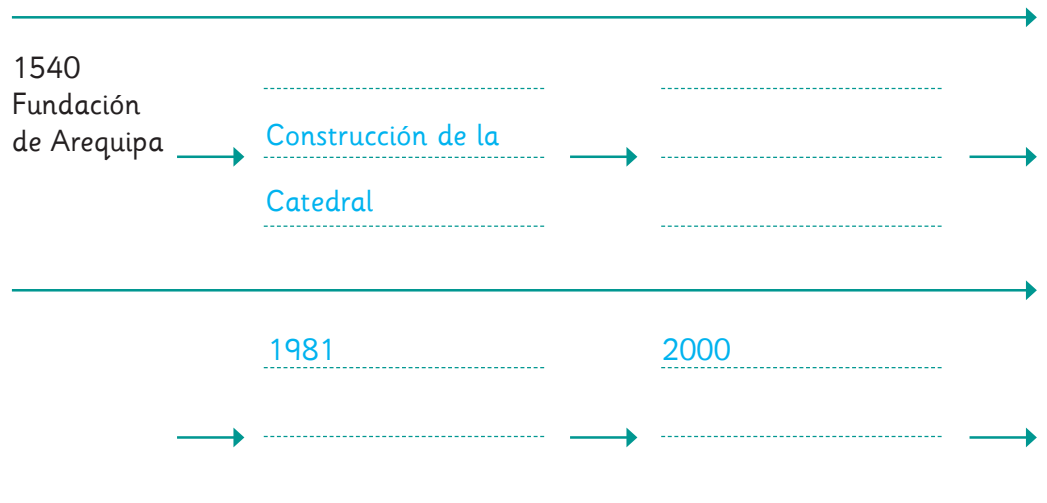 1540
Fundación
de Arequipa
Construcción de la
Catedral
1981
2000